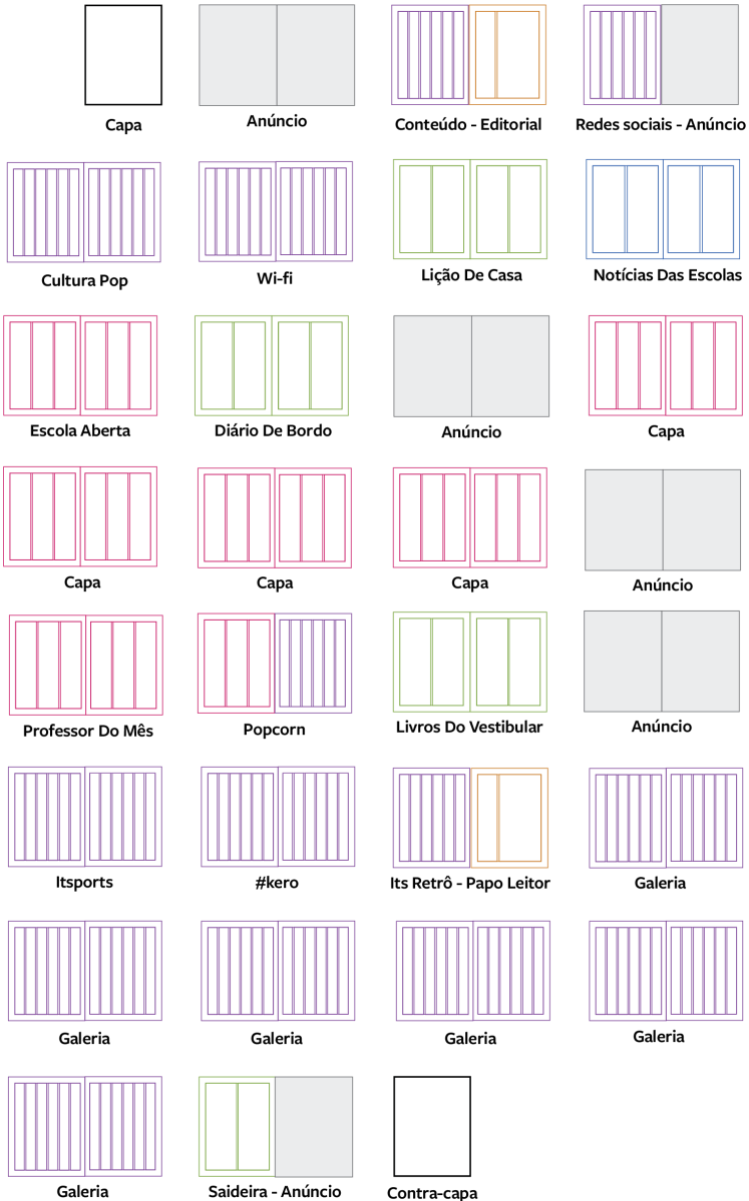 Capa
Anúncio
Conteúdo - Editorial
Redes sociais - Anúncio
Cultura Pop
Wi-fi
Lição De Casa
Notícias Das Escolas
Escola Aberta
Diário De Bordo
Anúncio
Capa
Capa
Capa
Capa
Anúncio
Professor Do Mês
Popcorn
Livros Do Vestibular
Anúncio
Itsports
#kero
Its Retrô - Papo Leitor
Galeria
Galeria
Galeria
Galeria
Galeria
Galeria
Saideira - Anúncio
Contra-capa